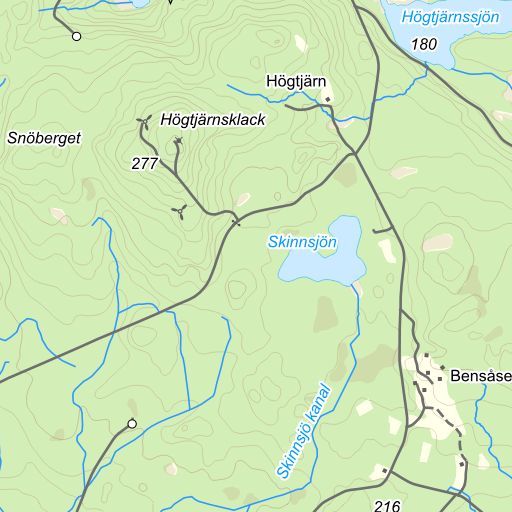 Högtjärnssjön
180
Högtjärn
Högtjärnsklack
Snöberget
277
Skinnsjön
Bensåse
Skinnsjö kanal
216